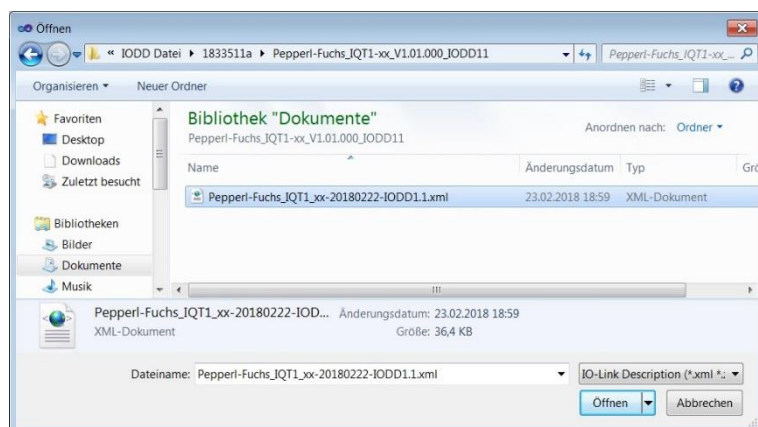 Öffnen
« IODD Datei ▸ 1833511a ▸ Pepperl-Fuchs_IQT1-xx_V1.01.000_IODD11
Pepperl-Fuchs_IQT1-xx_...
Organisieren
Neuer Ordner
Favoriten
Desktop
Downloads
Zuletzt besucht
Bibliotheken
Bilder
Dokumente
Musik
Bibliothek "Dokumente"
Pepperl-Fuchs_IQT1-xx_V1.01.000_IODD11
Anordnen nach: Ordner
Name Änderungsdatum Typ Grö
Pepperl-Fuchs_IQT1_xx-20180222-IODD1.1.xml 23.02.2018 18:59 XML-Dokument
Pepperl-Fuchs_IQT1_xx-20180222-IOD... Änderungsdatum: 23.02.2018 18:59
XML-Dokument Größe: 36,4 KB
Dateiname: Pepperl-Fuchs_IQT1_xx-20180222-IODD1.1.xml
IO-Link Description (*.xml *.;
Öffnen Abbrechen